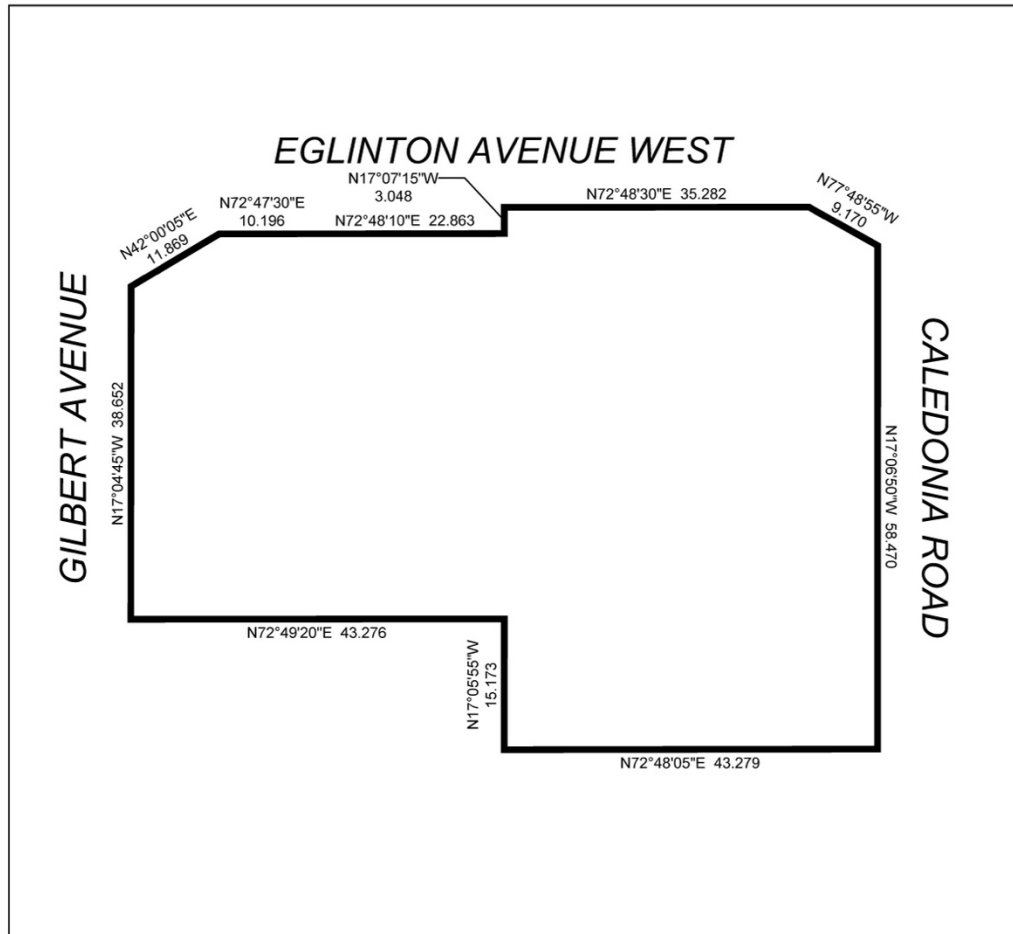 EGLINTON AVENUE WEST
N17°07'15"W
3.048
N72°48'30"E 35.282
N77°48'55"W
9.170
N72°47'30"E
10.196
N72°48'10"E 22.863
N42°00'05"E
11.869
GILBERT AVENUE
N17°04'45"W 38.652
N17°06'50"W 58.470
CALEDONIA ROAD
N72°49'20"E 43.276
N17°05'55"W
15.173
N72°48'05"E 43.279